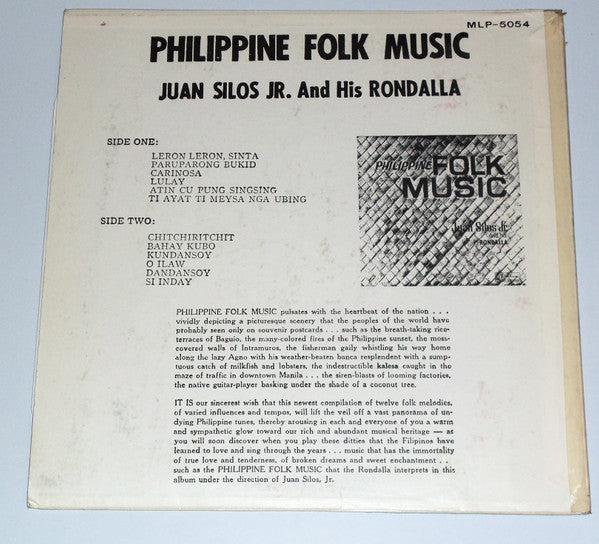 MLP-5054
PHILIPPINE FOLK MUSIC
JUAN SILOS JR. And His RONDALLA
SIDE ONE:
LERON LERON, SINTA
PARUPARONG BUKID
CARINOSA
LULAY
ATIN CU PUNG SINGSING
TI AYAT TI MEYSA NGA UBING
SIDE TWO:
CHITCHIRITCHIT
BAHAY KUBO
KUNDANSOY
O ILAW
DANDANSOY
SI INDAY
PHILIPPINE FOLK
MUSIC
Juan Silos Jr.
and his
RONDALLA
PHILIPPINE FOLK MUSIC pulsates with the heartbeat of the nation . . .
vividly depicting a picturesque scenery that the peoples of the world have
probably seen only on souvenir postcards . . . such as the breath-taking rice-
terraces of Baguio, the many-colored fires of the Philippine sunset, the moss-
covered walls of Intramuros, the fisherman gaily whistling his way home
along the lazy Agno with his weather-beaten banca resplendent with a sump-
tuous catch of milkfish and lobsters, the indestructible kalesa caught in the
maze of traffic in downtown Manila . . . the siren-blasts of looming factories,
the native guitar-player basking under the shade of a coconut tree.
IT IS our sincerest wish that this newest compilation of twelve folk melodies,
of varied influences and tempos, will lift the veil off a vast panorama of un-
dying Philippine tunes, thereby arousing in each and everyone of you a warm
and sympathetic glow toward our rich and abundant musical heritage — as
you will soon discover when you play these ditties that the Filipinos have
learned to love and sing through the years . . . music that has the immortality
of true love and tenderness, of broken dreams and sweet enchantment . . .
such as the PHILIPPINE FOLK MUSIC that the Rondalla interprets in this
album under the direction of Juan Silos, Jr.